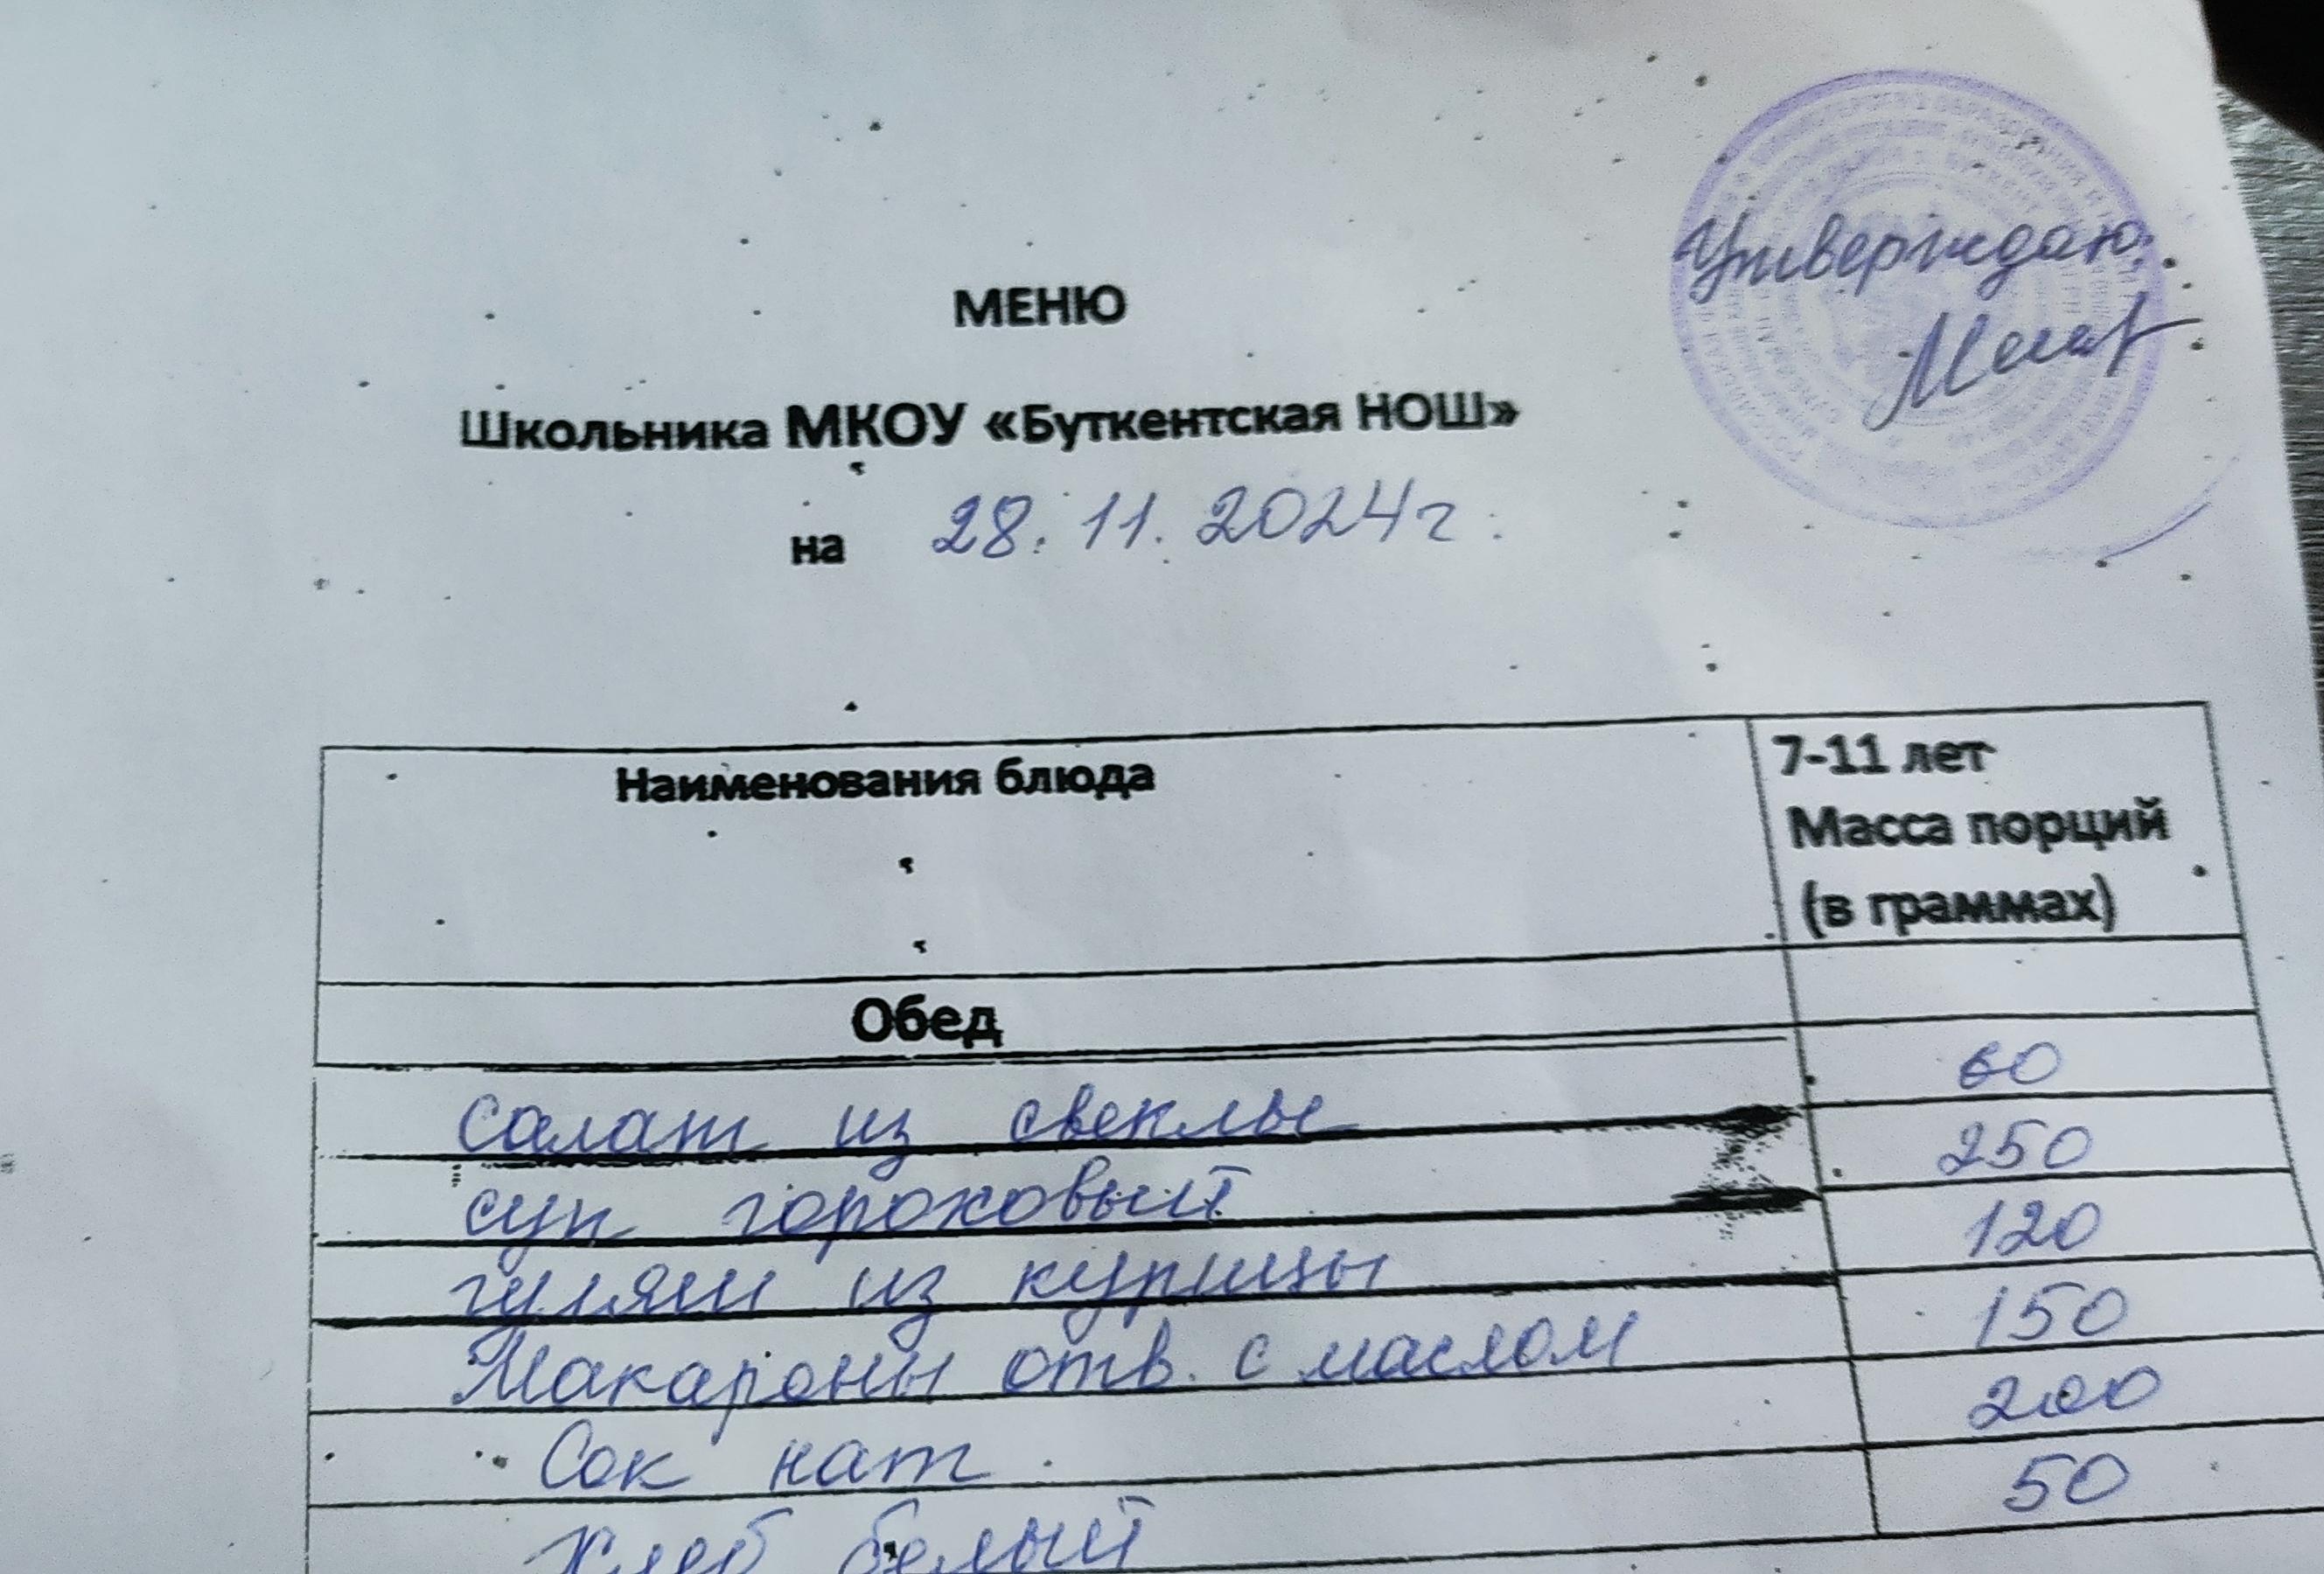 Утверждаю:
МЕНЮ
Школьника МКОУ «Буткентская НОШ»
на 28.11.2024г.
Наименования блюда
7-11 лет
Масса порций
(в граммах)
Обед
салат из свеклы 60
суп гороховый 250
гуляш из курицы 120
Макароны отв. с маслом 150
Сок нат. 200
Хлеб белый 50